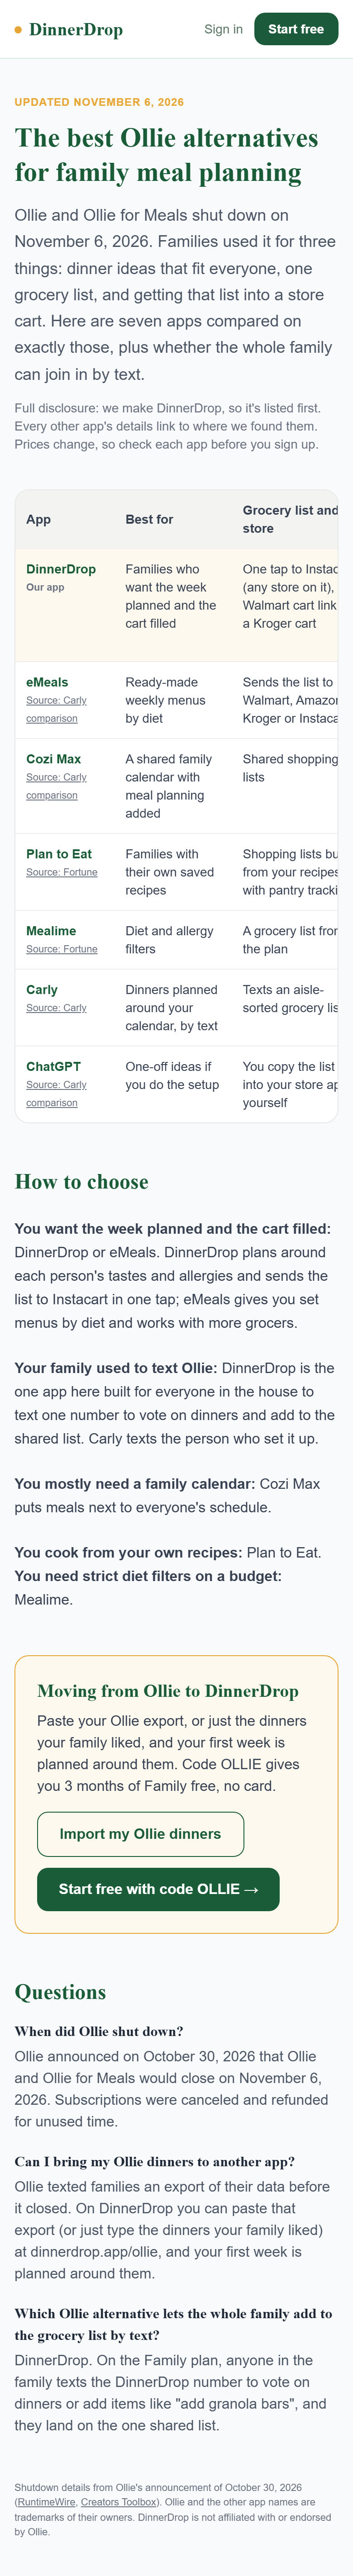 DinnerDrop
Sign in
Start free
UPDATED NOVEMBER 6, 2026
The best Ollie alternatives
for family meal planning
Ollie and Ollie for Meals shut down on
November 6, 2026. Families used it for three
things: dinner ideas that fit everyone, one
grocery list, and getting that list into a store
cart. Here are seven apps compared on
exactly those, plus whether the whole family
can join in by text.
Full disclosure: we make DinnerDrop, so it's listed first.
Every other app's details link to where we found them.
Prices change, so check each app before you sign up.
App
Best for
Grocery list and
store
DinnerDrop
Our app
Families who
want the week
planned and the
cart filled
One tap to
(any store on it),
Walmart cart link
a Kroger cart
eMeals
Source: Carly
comparison
Ready-made
weekly menus
by diet
Sends the list to
Walmart,
Kroger or
Cozi Max
Source: Carly
comparison
A shared family
calendar with
meal planning
added
Shared shopping
lists
Plan to Eat
Source: Fortune
Families with
their own saved
recipes
Shopping lists
from your recipes
with pantry
Mealime
Source: Fortune
Diet and allergy
filters
A grocery list
the plan
Carly
Source: Carly
Dinners planned
around your
calendar, by text
Texts an aisle-
sorted grocery
ChatGPT
Source: Carly
comparison
One-off ideas if
you do the setup
You copy the list
into your store
yourself
How to choose
You want the week planned and the cart filled:
DinnerDrop or eMeals. DinnerDrop plans around
each person's tastes and allergies and sends the
list to Instacart in one tap; eMeals gives you set
menus by diet and works with more grocers.
Your family used to text Ollie: DinnerDrop is the
one app here built for everyone in the house to
text one number to vote on dinners and add to the
shared list. Carly texts the person who set it up.
You mostly need a family calendar: Cozi Max
puts meals next to everyone's schedule.
You cook from your own recipes: Plan to Eat.
You need strict diet filters on a budget:
Mealime.
Moving from Ollie to DinnerDrop
Paste your Ollie export, or just the dinners
your family liked, and your first week is
planned around them. Code OLLIE gives
you 3 months of Family free, no card.
Import my Ollie dinners
Start free with code OLLIE →
Questions
When did Ollie shut down?
Ollie announced on October 30, 2026 that Ollie
and Ollie for Meals would close on November 6,
2026. Subscriptions were canceled and refunded
for unused time.
Can I bring my Ollie dinners to another app?
Ollie texted families an export of their data before
it closed. On DinnerDrop you can paste that
export (or just type the dinners your family liked)
at dinnerdrop.app/ollie, and your first week is
planned around them.
Which Ollie alternative lets the whole family add to
the grocery list by text?
DinnerDrop. On the Family plan, anyone in the
family texts the DinnerDrop number to vote on
dinners or add items like "add granola bars", and
they land on the one shared list.
Shutdown details from Ollie's announcement of October 30, 2026
(RuntimeWire, Creators Toolbox). Ollie and the other app names are
trademarks of their owners. DinnerDrop is not affiliated with or endorsed
by Ollie.